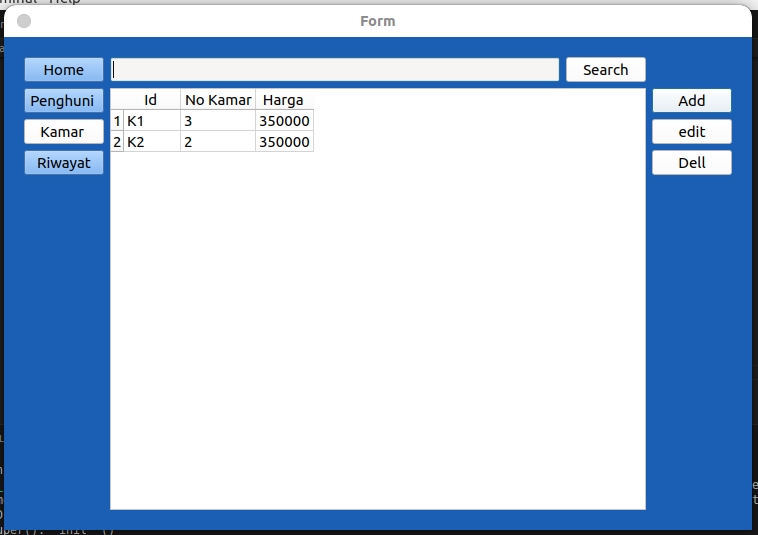 Form
Home
Search
Penghuni
Kamar
Riwayat
Id No Kamar Harga
1 K1 3 350000
2 K2 2 350000
Add
edit
Dell